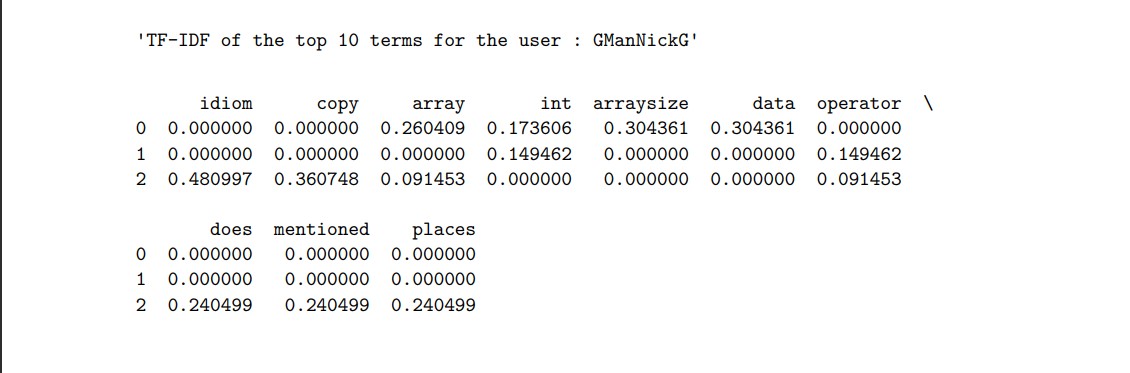 'TF-IDF of the top 10 terms for the user : GManNickG'
idiom copy array int arraysize data operator \
0 0.000000 0.000000 0.260409 0.173606 0.304361 0.304361 0.000000
1 0.000000 0.000000 0.000000 0.149462 0.000000 0.000000 0.149462
2 0.480997 0.360748 0.091453 0.000000 0.000000 0.000000 0.091453
does mentioned places
0 0.000000 0.000000 0.000000
1 0.000000 0.000000 0.000000
2 0.240499 0.240499 0.240499